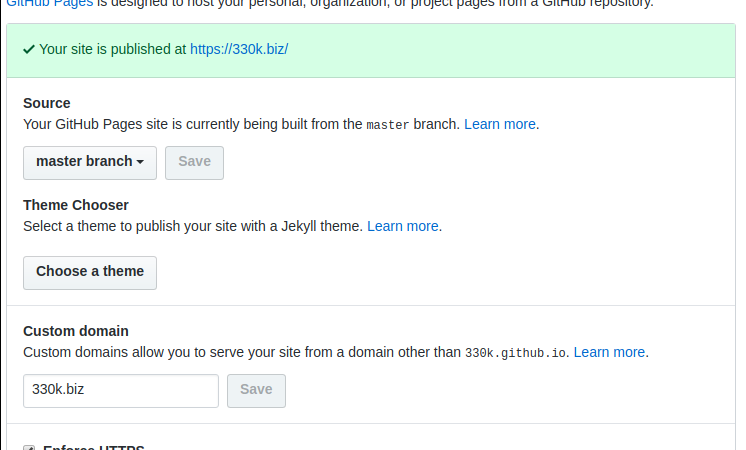 GitHub Pages is designed to host your personal, organization, or project pages from a GitHub repository.
Your site is published at https://330k.biz/
Source
Your GitHub Pages site is currently being built from the master branch. Learn more.
master branch Save
Theme Chooser
Select a theme to publish your site with a Jekyll theme. Learn more.
Choose a theme
Custom domain
Custom domains allow you to serve your site from a domain other than 330k.github.io. Learn more.
330k.biz Save
Enforce HTTPS